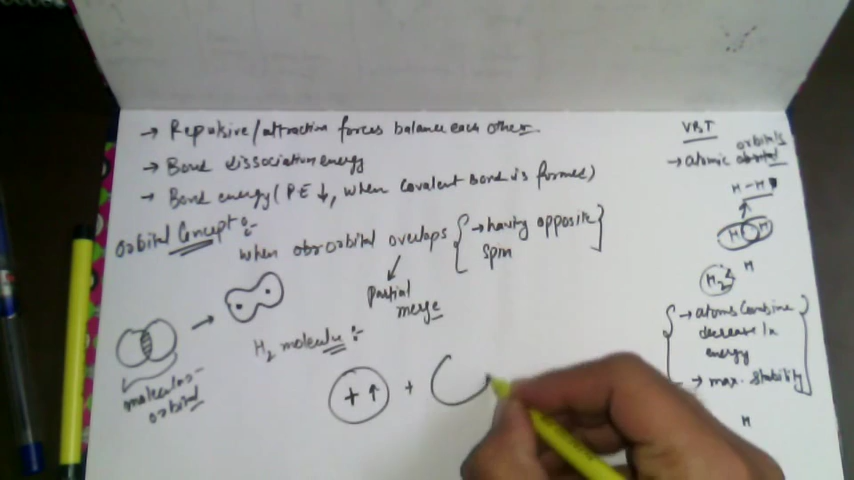 → Repulsive/attraction forces balance each other
→ Bond dissociation energy
→ Bond energy (PE ↓, when covalent bond is formed)
Orbital Concept :-
when orbital overlaps { → having opposite
spin }
Partial
merge
molecular-
orbital
H2 molecule :-
+ ↑ +
VBT
→ atomic orbitals
H-H
↑
H H
H2 H
{ → atoms combine
decrease in
energy
→ max. stability }
H